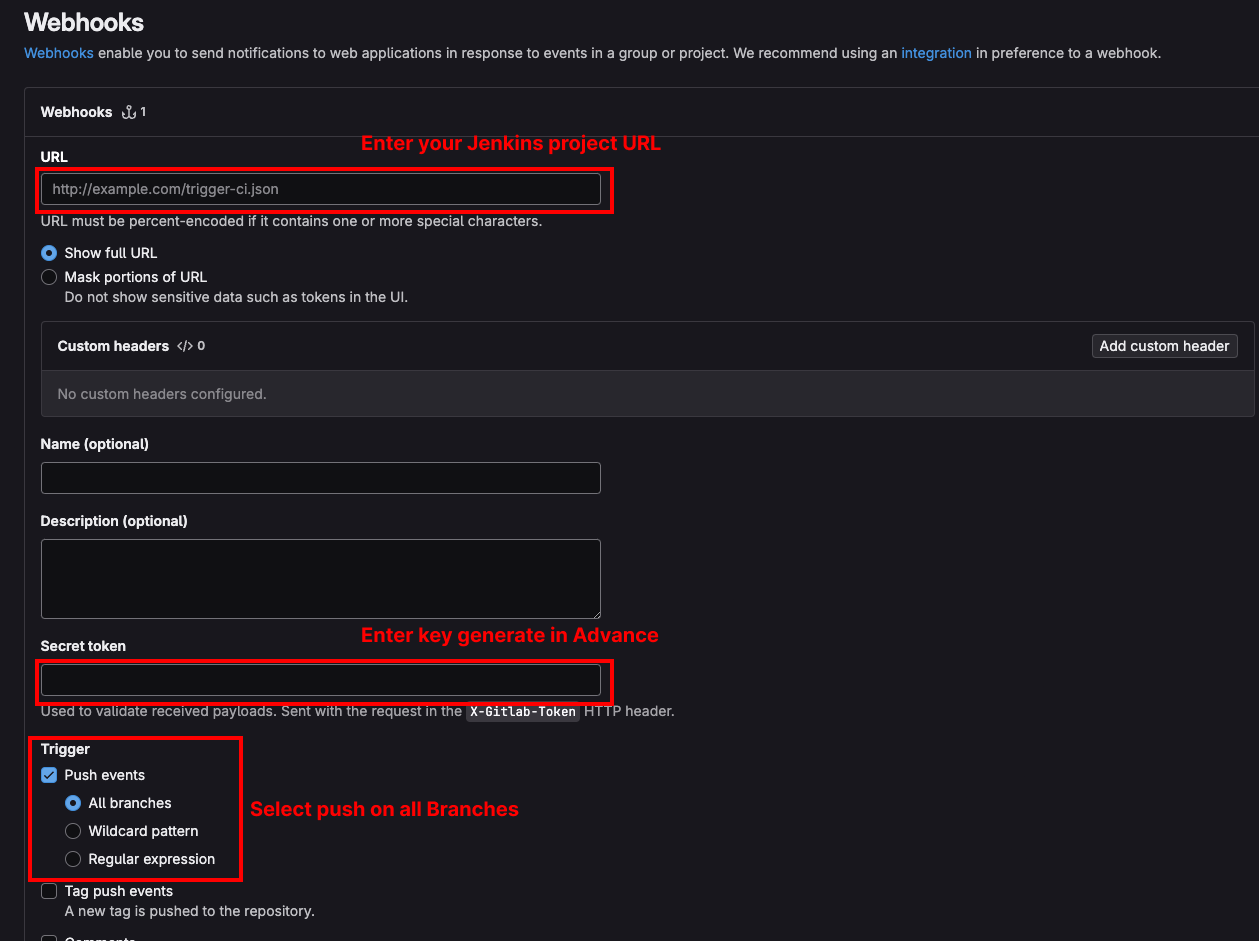 Webhooks
Webhooks enable you to send notifications to web applications in response to events in a group or project. We recommend using an integration in preference to a webhook.
Webhooks 1
Enter your Jenkins project URL
URL
http://example.com/trigger-ci.json
URL must be percent-encoded if it contains one or more special characters.
Show full URL
Mask portions of URL
Do not show sensitive data such as tokens in the UI.
Custom headers </> 0
Add custom header
No custom headers configured.
Name (optional)
Description (optional)
Enter key generate in Advance
Secret token
Used to validate received payloads. Sent with the request in the X-Gitlab-Token HTTP header.
Trigger
Push events
All branches
Select push on all Branches
Wildcard pattern
Regular expression
Tag push events
A new tag is pushed to the repository.
Comments